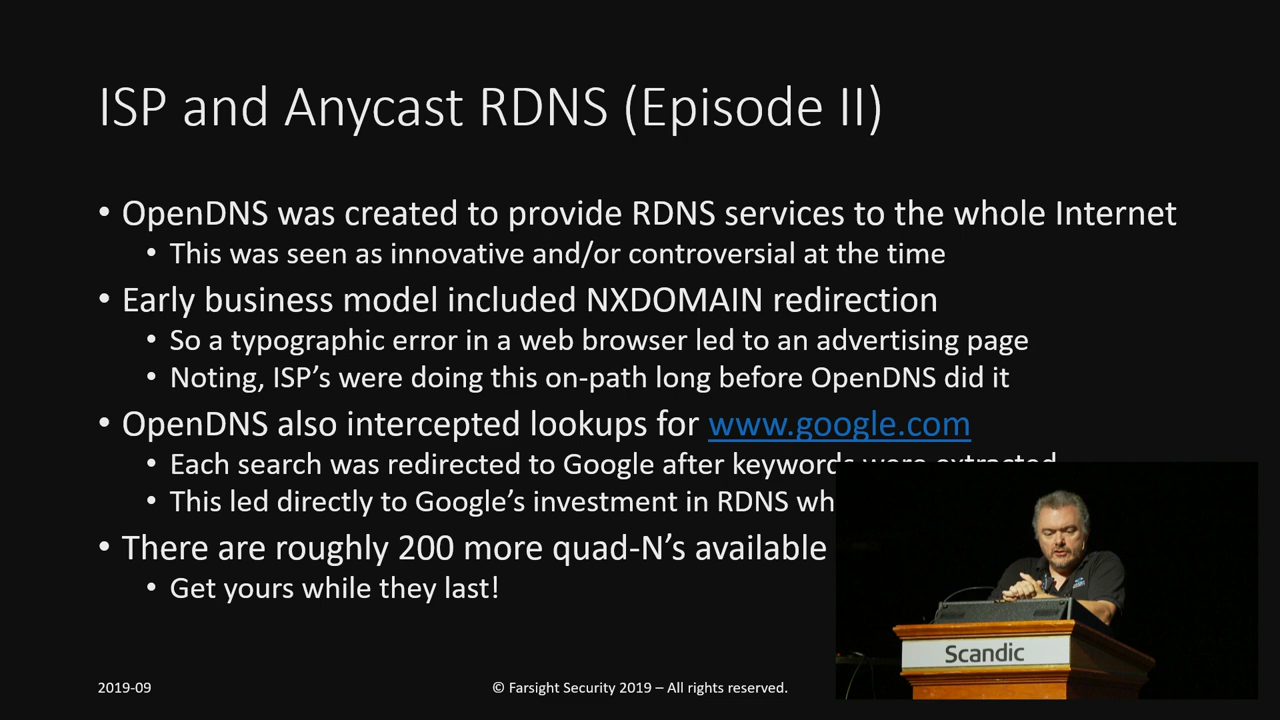 ISP and Anycast RDNS (Episode II)
• OpenDNS was created to provide RDNS services to the whole Internet
• This was seen as innovative and/or controversial at the time
• Early business model included NXDOMAIN redirection
• So a typographic error in a web browser led to an advertising page
• Noting, ISP's were doing this on-path long before OpenDNS did it
• OpenDNS also intercepted lookups for www.google.com
• Each search was redirected to Google after keywords were extracted
• This led directly to Google's investment in RDNS
• There are roughly 200 more quad-N's available
• Get yours while they last!
Scandic
2019-09
© Farsight Security 2019 – All rights reserved.